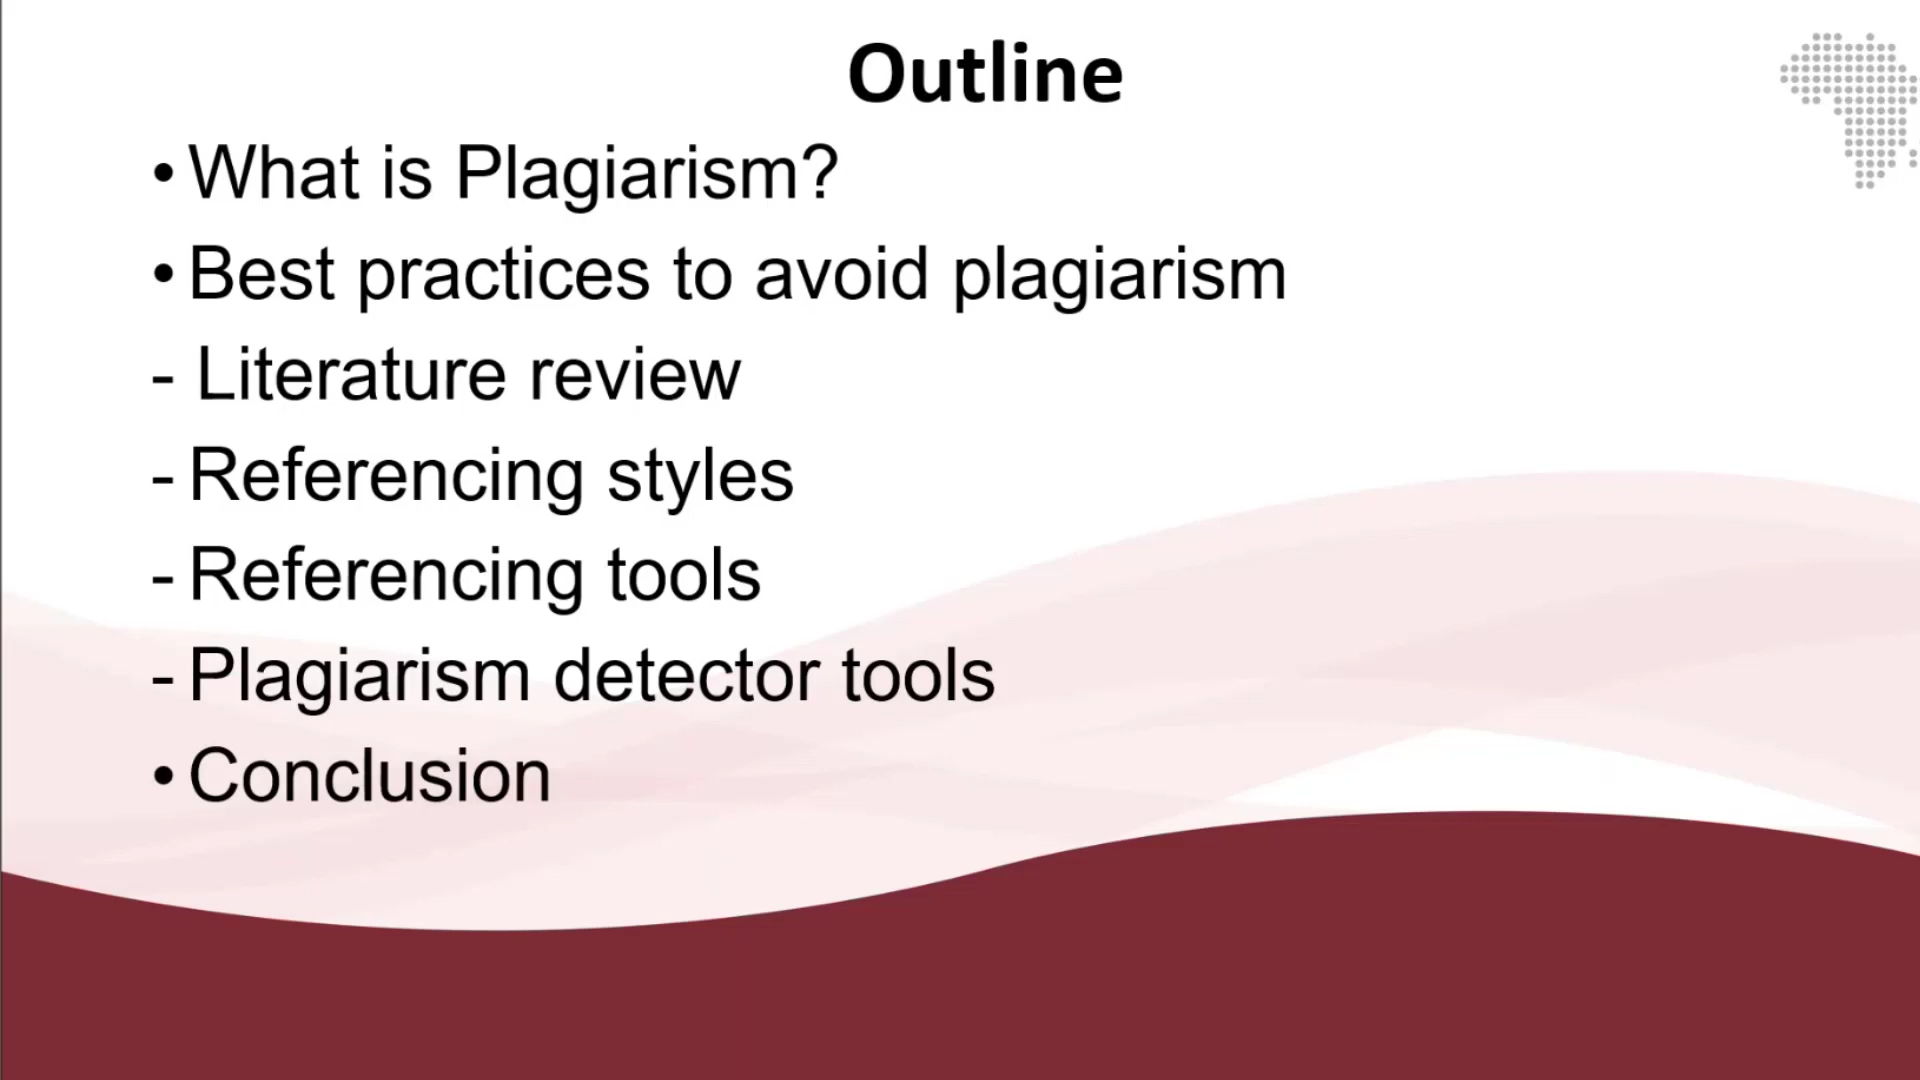 Outline
• What is Plagiarism?
• Best practices to avoid plagiarism
- Literature review
- Referencing styles
- Referencing tools
- Plagiarism detector tools
• Conclusion